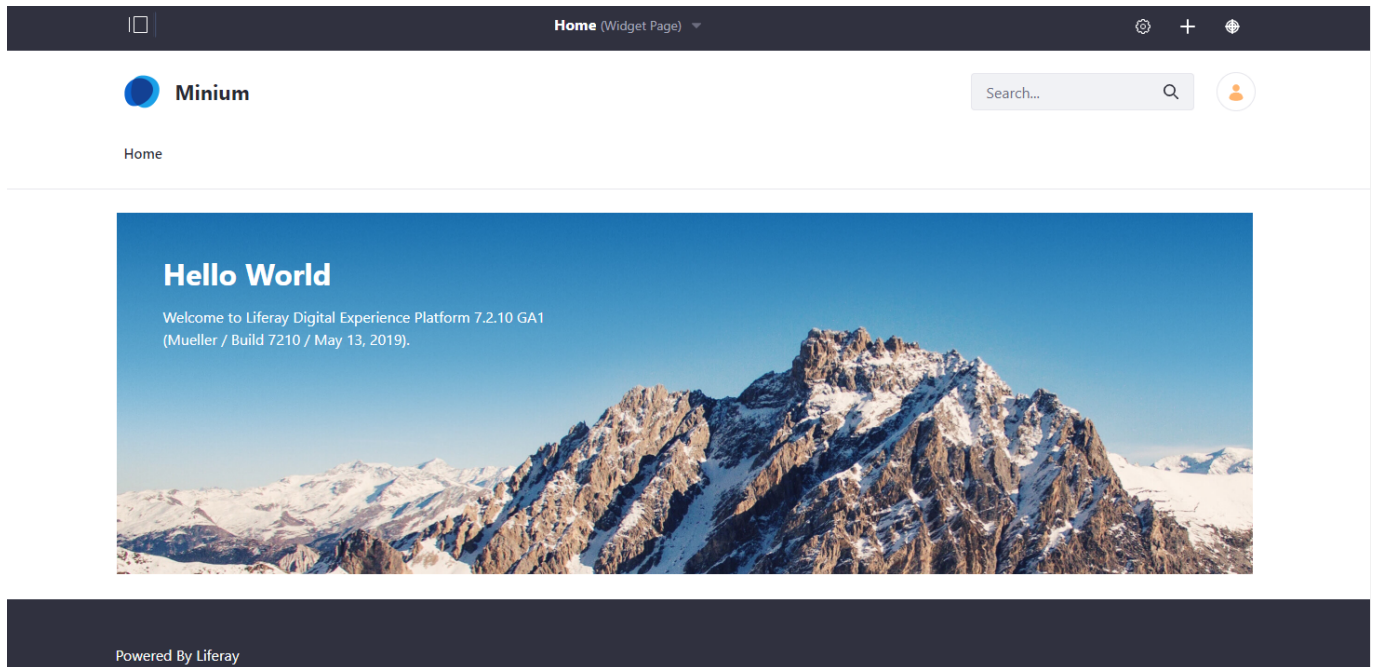 Home (Widget Page)
Minium
Search...
Home
Hello World
Welcome to Liferay Digital Experience Platform 7.2.10 GA1
(Mueller / Build 7210 / May 13, 2019).
Powered By Liferay